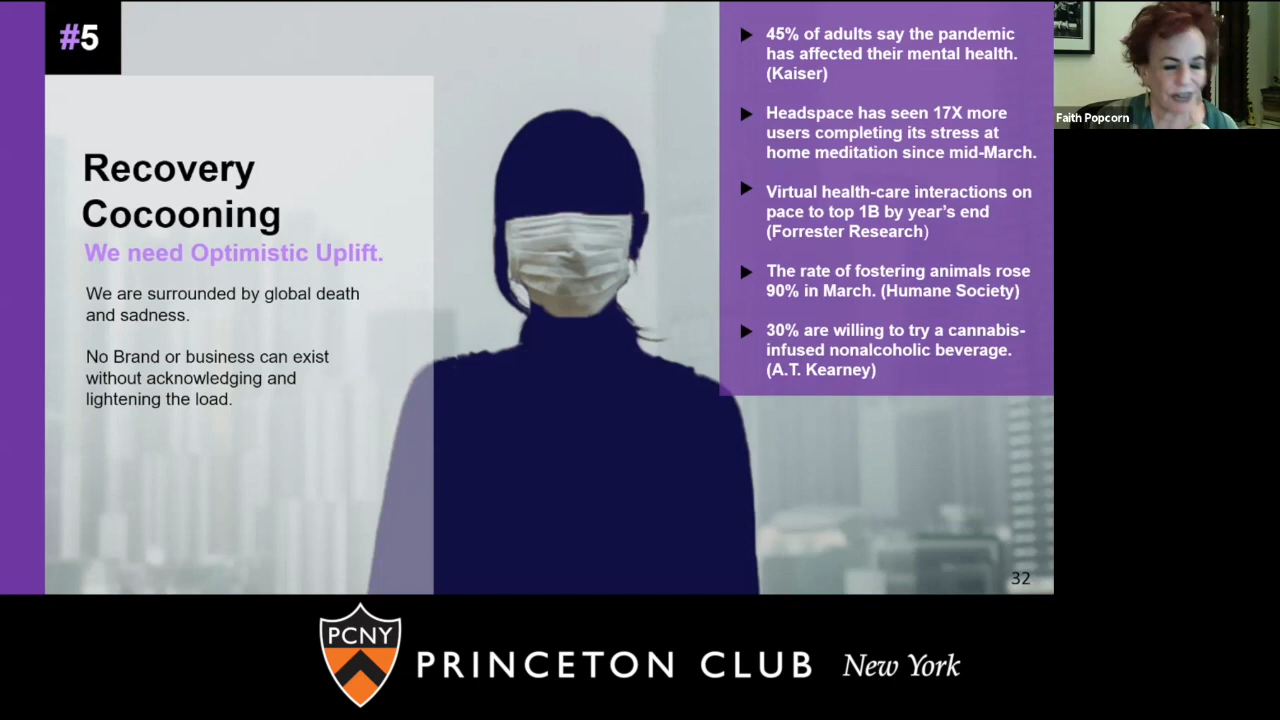 #5
Recovery
Cocooning
We need Optimistic Uplift.
We are surrounded by global death
and sadness.
No Brand or business can exist
without acknowledging and
lightening the load.
45% of adults say the pandemic
has affected their mental health.
(Kaiser)
Headspace has seen 17X more
users completing its stress at
home meditation since mid-March.
Virtual health-care interactions on
pace to top 1B by year’s end
(Forrester Research)
The rate of fostering animals rose
90% in March. (Humane Society)
30% are willing to try a cannabis-
infused nonalcoholic beverage.
(A.T. Kearney)
32
Faith Popcorn
PCNY
PRINCETON CLUB New York